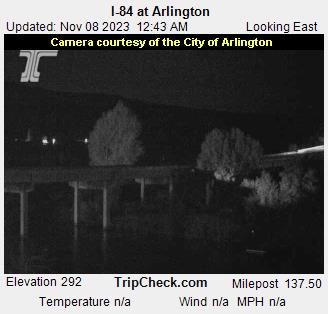 I-84 at Arlington
Updated: Nov 08 2023 12:43 AM Looking East
Camera courtesy of the City of Arlington
Elevation 292 TripCheck.com Milepost 137.50
Temperature n/a Wind n/a MPH n/a